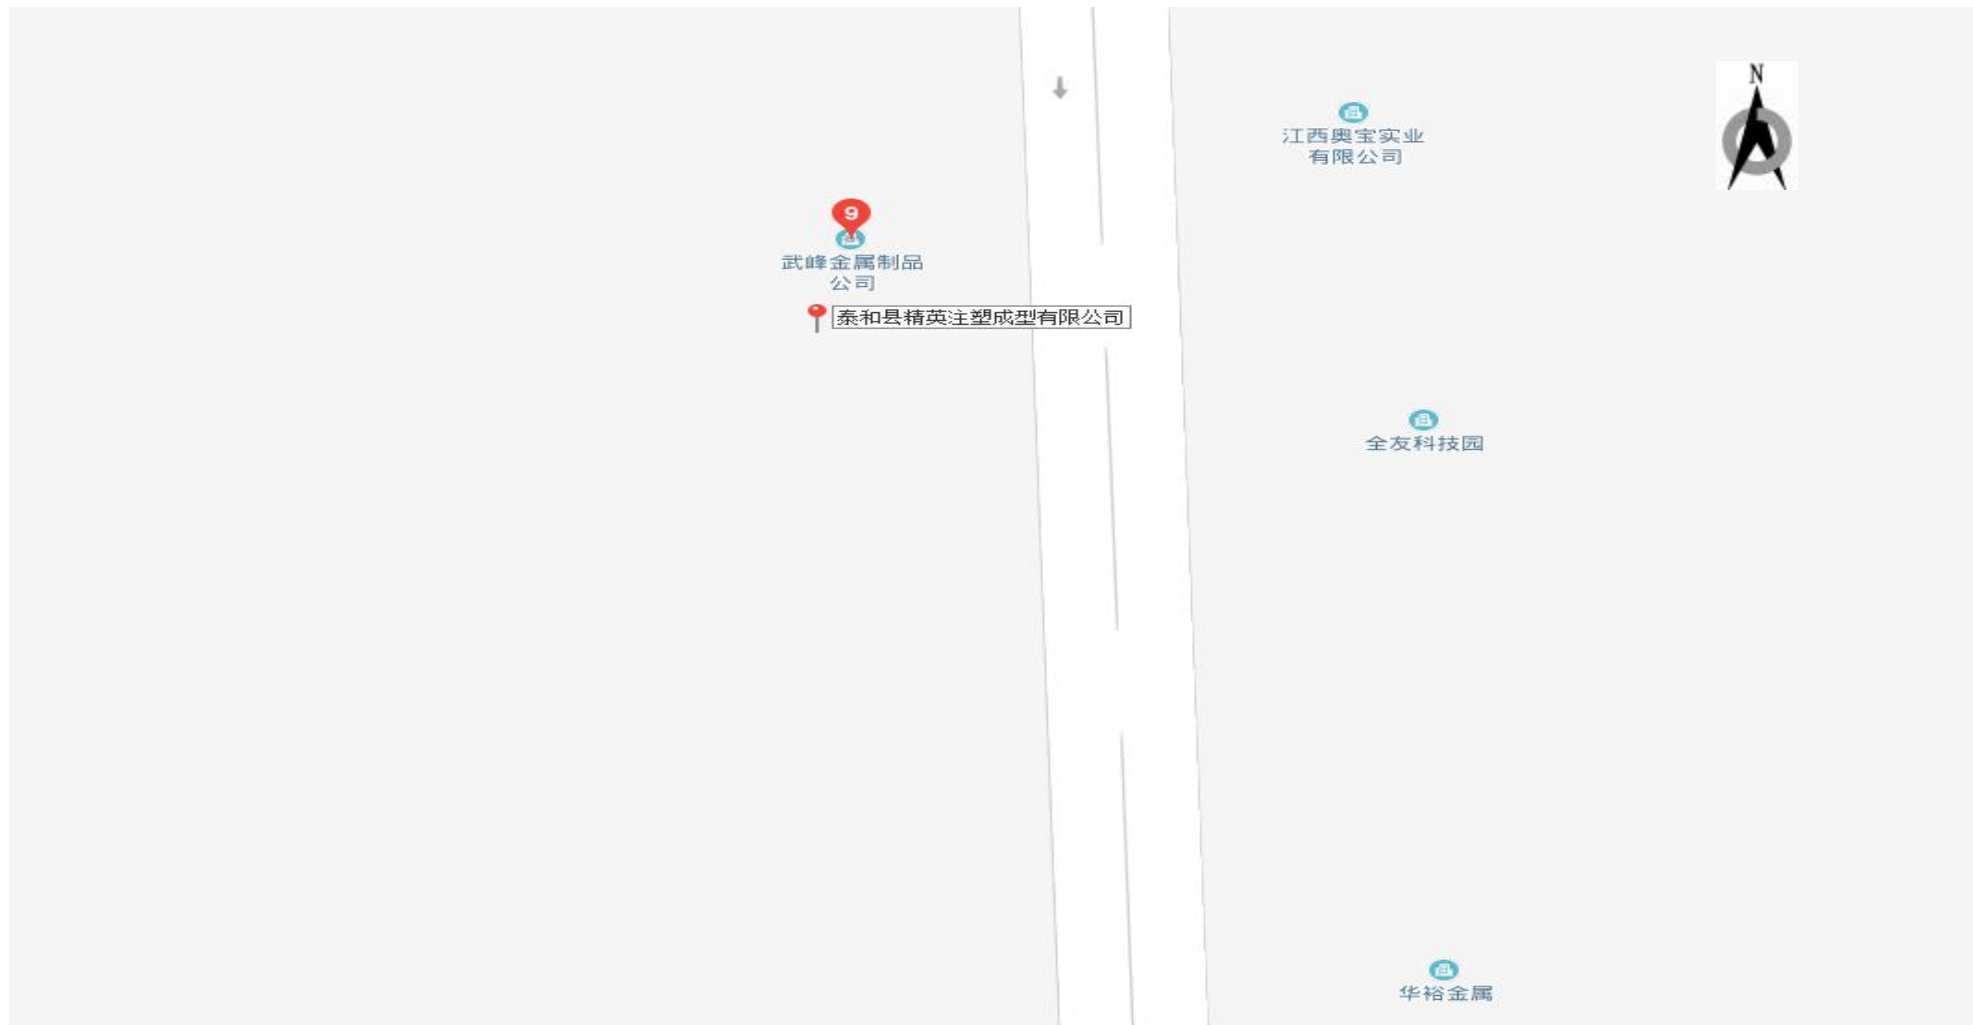 N
江西奥宝实业
有限公司
9
武峰金属制品
公司
泰和县精英注塑成型有限公司
全友科技园
华裕金属